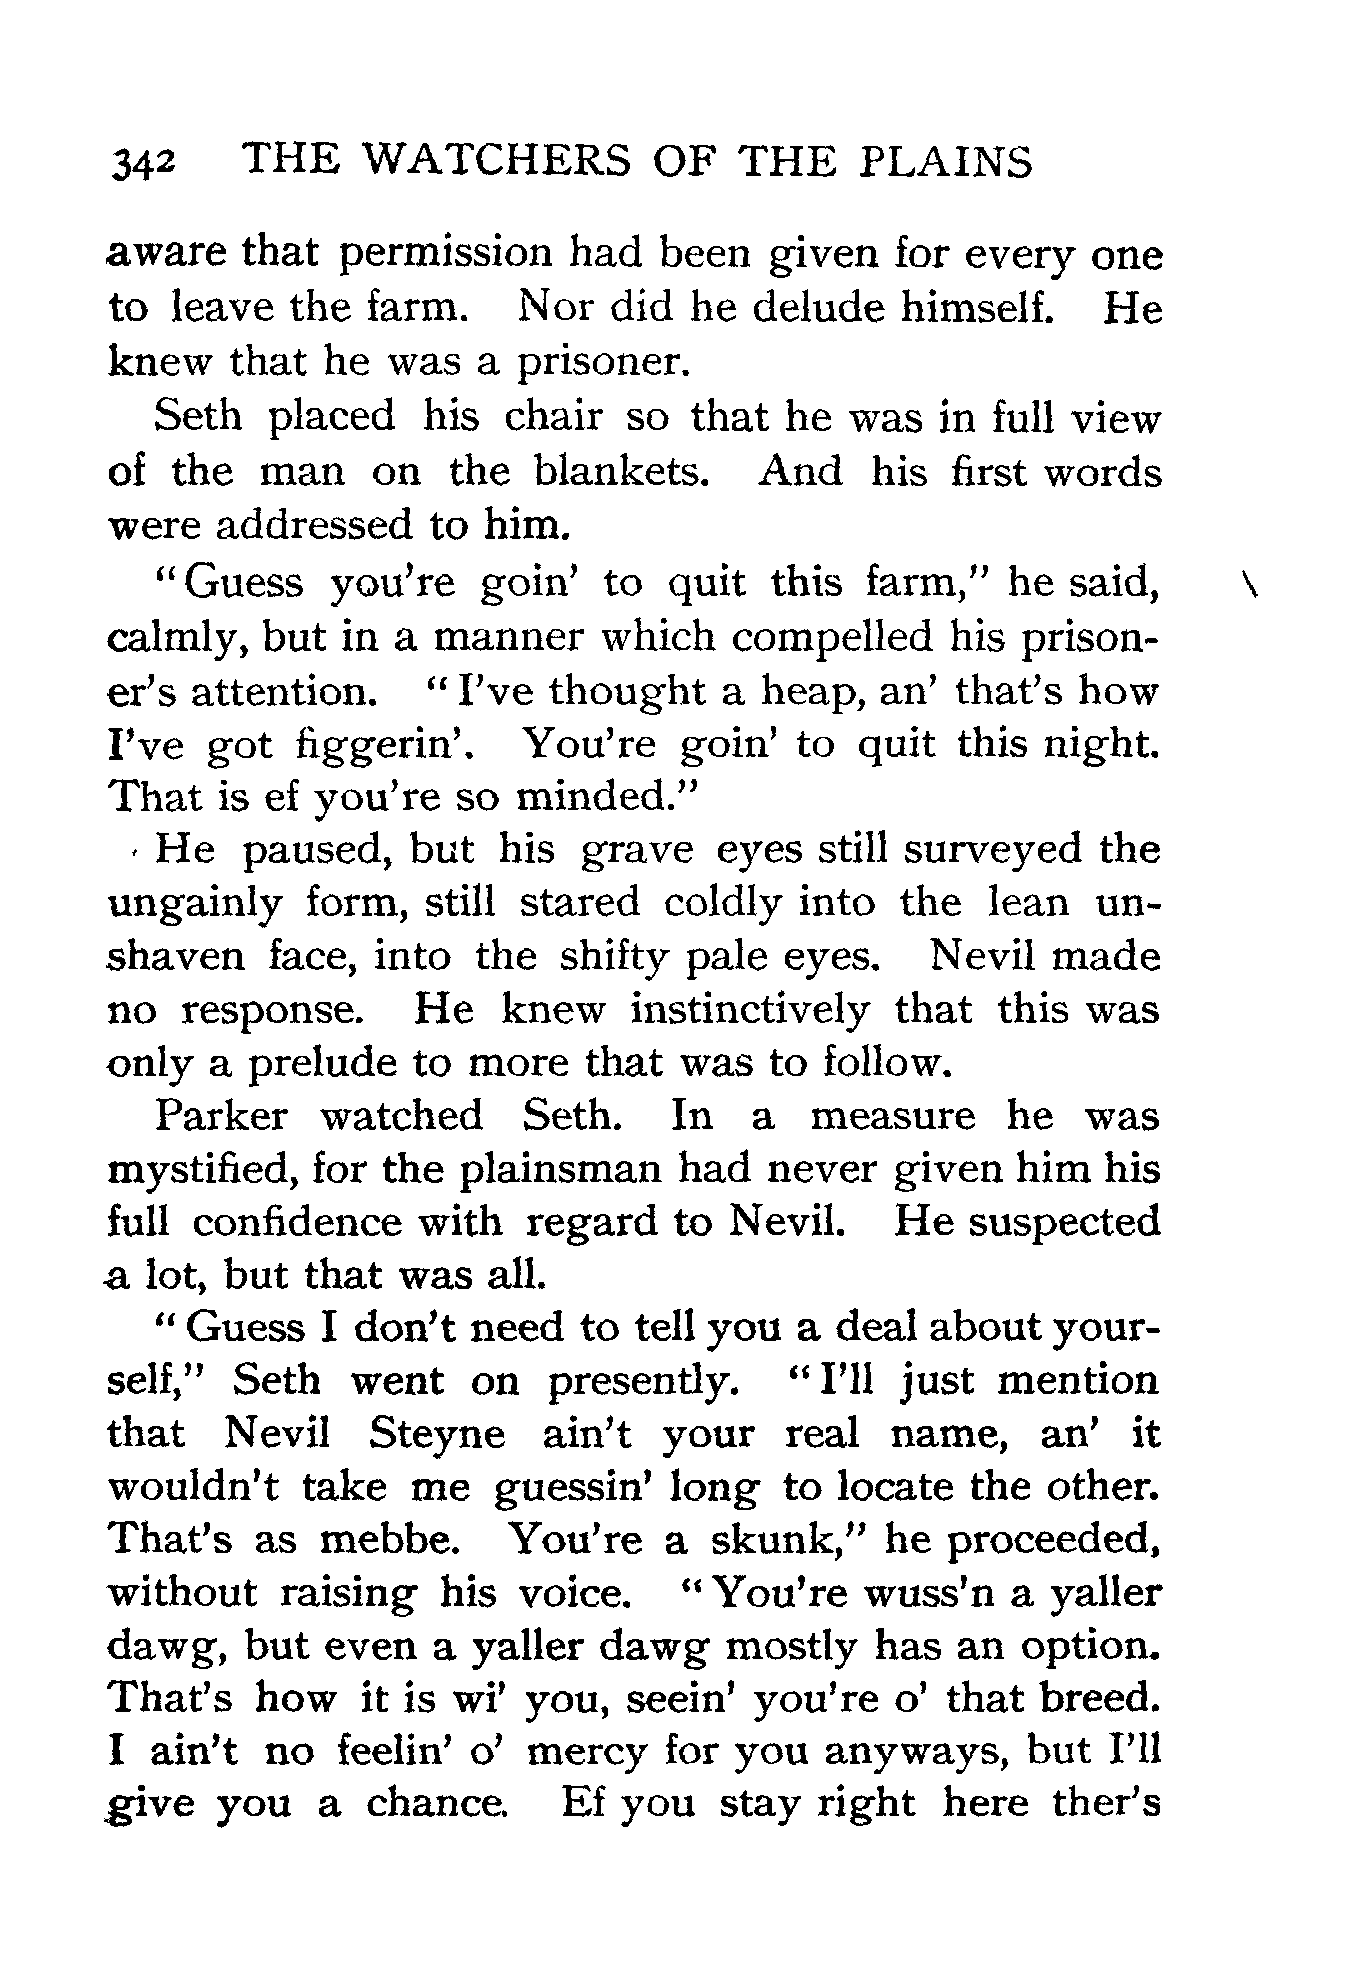 342 THE WATCHERS OF THE PLAINS
aware that permission had been given for every one
to leave the farm. Nor did he delude himself. He
knew that he was a prisoner.
Seth placed his chair so that he was in full view
of the man on the blankets. And his first words
were addressed to him.
"Guess you're goin' to quit this farm," he said,
calmly, but in a manner which compelled his prison-
er's attention. "I've thought a heap, an' that's how
I've got figgerin'. You're goin' to quit this night.
That is ef you're so minded."
He paused, but his grave eyes still surveyed the
ungainly form, still stared coldly into the lean un-
shaven face, into the shifty pale eyes. Nevil made
no response. He knew instinctively that this was
only a prelude to more that was to follow.
Parker watched Seth. In a measure he was
mystified, for the plainsman had never given him his
full confidence with regard to Nevil. He suspected
a lot, but that was all.
"Guess I don't need to tell you a deal about your-
self," Seth went on presently. "I'll just mention
that Nevil Steyne ain't your real name, an' it
wouldn't take me guessin' long to locate the other.
That's as mebbe. You're a skunk," he proceeded,
without raising his voice. "You're wuss'n a yaller
dawg, but even a yaller dawg mostly has an option.
That's how it is wi' you, seein' you're o' that breed.
I ain't no feelin' o' mercy for you anyways, but I'll
give you a chance. Ef you stay right here ther's